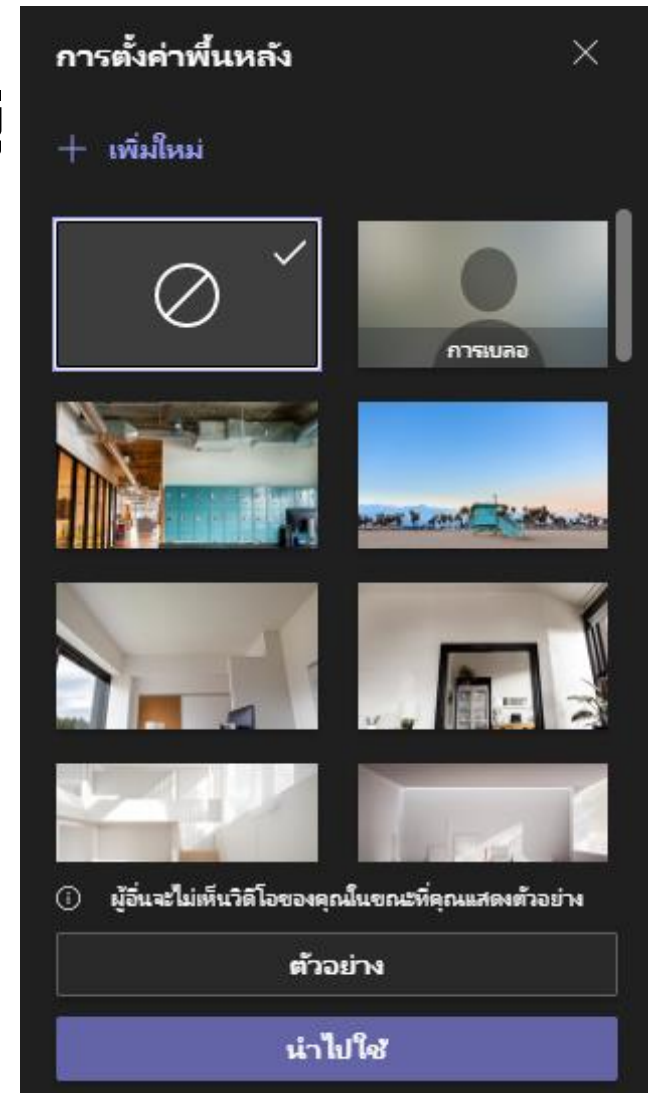 การตั้งค่าพื้นหลัง
เพิ่มใหม่
การเบลอ
ผู้อื่นจะไม่เห็นวิดีโอของคุณในขณะที่คุณแสดงตัวอย่าง
ตัวอย่าง
นำไปใช้